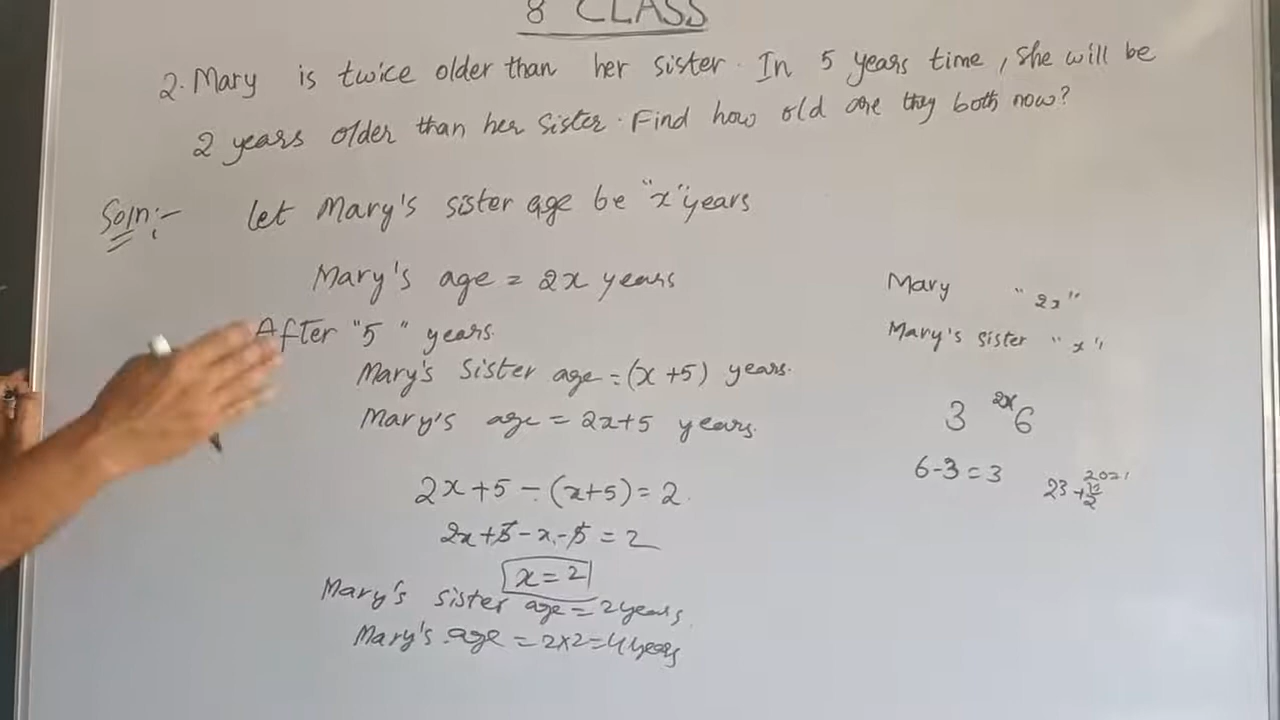 8 CLASS
2. Mary is twice older than her sister. In 5 years time, she will be
2 years older than her sister. Find how old are they both now?
Soln:- let Mary's sister age be "x" years
Mary's age = 2x years
After "5" years.
Mary's sister age = (x+5) years.
Mary's age = 2x+5 years.
2x+5 - (x+5) = 2.
2x+5-x-5 = 2
x=2
Mary's sister age = 2 years.
Mary's age = 2x2=4 years
Mary "2x"
Mary's sister "x"
3 2x 6
6-3=3
23 +